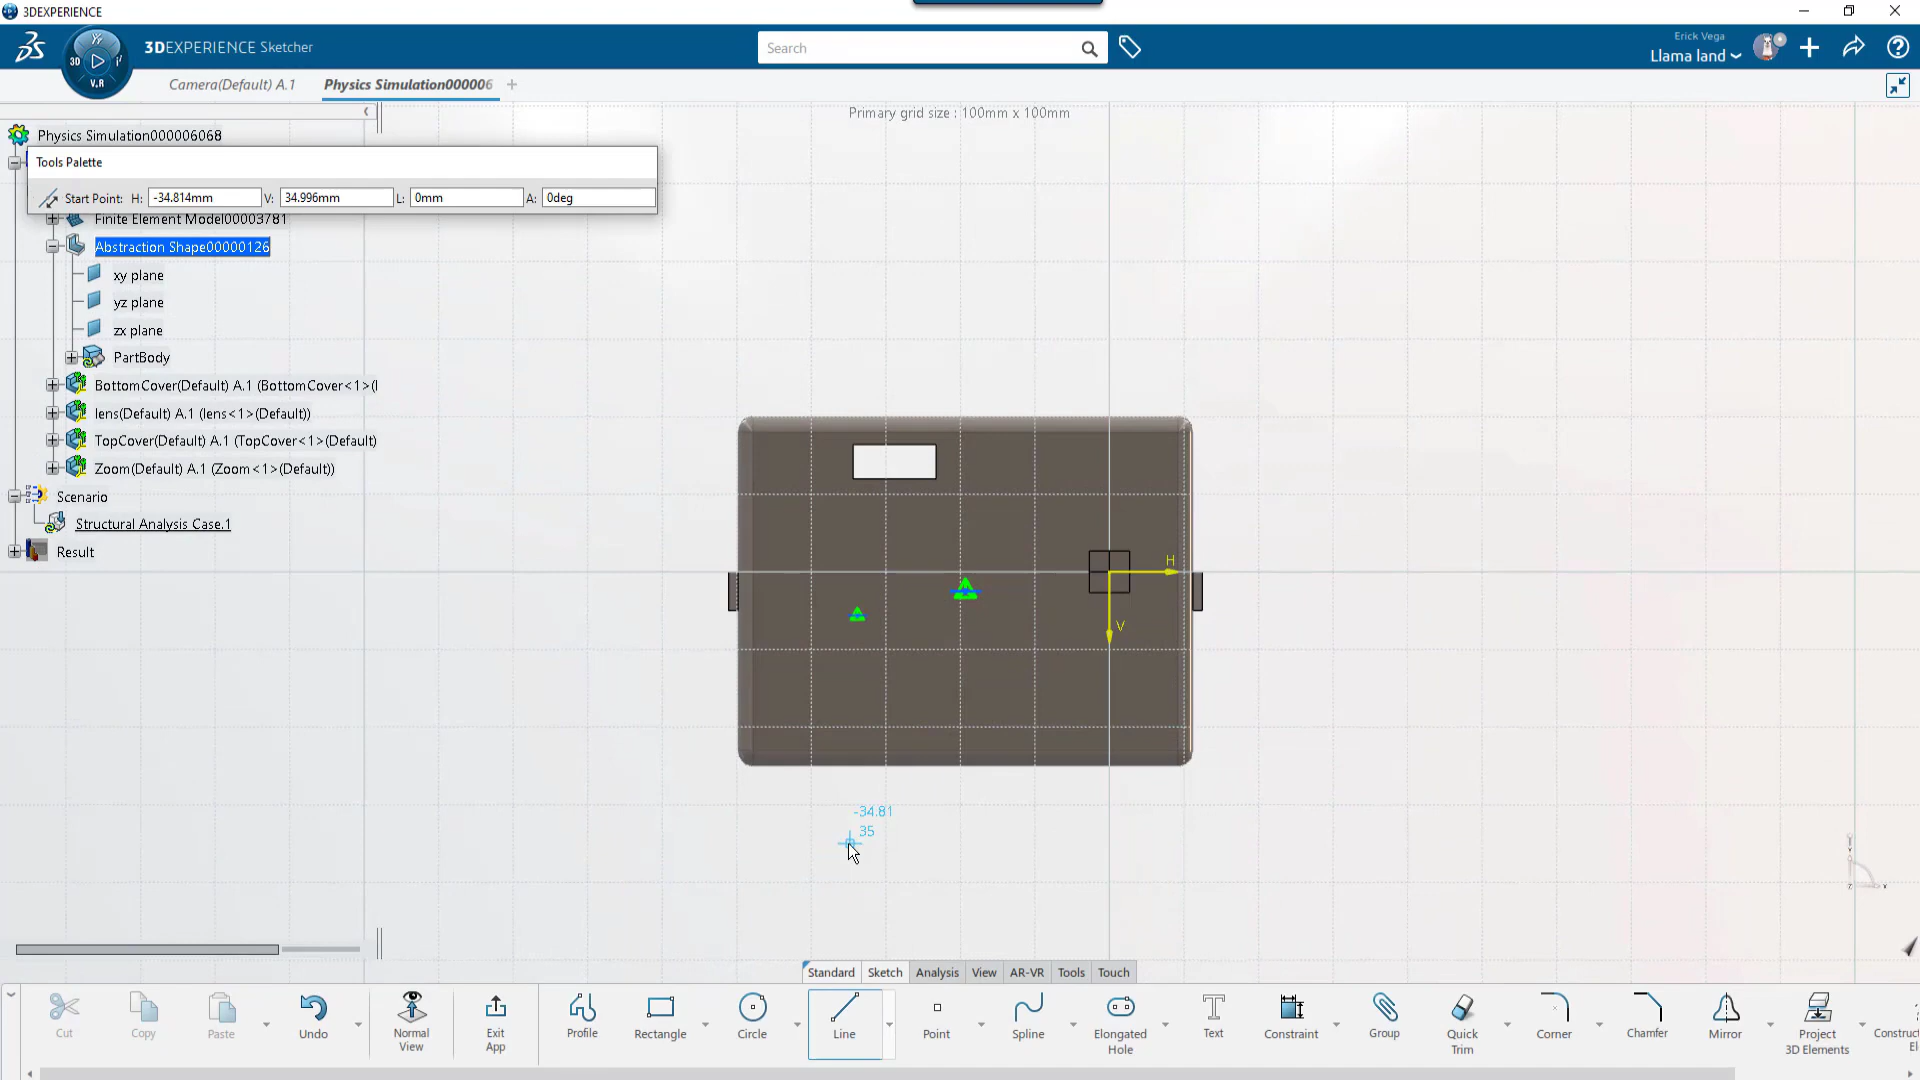 3DEXPERIENCE
3DEXPERIENCE Sketcher
3D
V.R
Search
Erick Vega
Llama land
Camera(Default) A.1
Physics Simulation000006
Primary grid size : 100mm x 100mm
Physics Simulation000006068
Tools Palette
Start Point: H: -34.814mm V: 34.996mm L: 0mm A: 0deg
Finite Element Model00003781
Abstraction Shape00000126
xy plane
yz plane
zx plane
PartBody
BottomCover(Default) A.1 (BottomCover<1>(
lens(Default) A.1 (lens<1>(Default))
TopCover(Default) A.1 (TopCover<1>(Default)
Zoom(Default) A.1 (Zoom<1>(Default))
Scenario
Structural Analysis Case.1
Result
H
V
-34.81
35
Standard Sketch Analysis View AR-VR Tools Touch
Cut
Copy
Paste
Undo
Normal View
Exit App
Profile
Rectangle
Circle
Line
Point
Spline
Elongated Hole
Text
Constraint
Group
Quick Trim
Corner
Chamfer
Mirror
Project 3D Elements
Construct
El